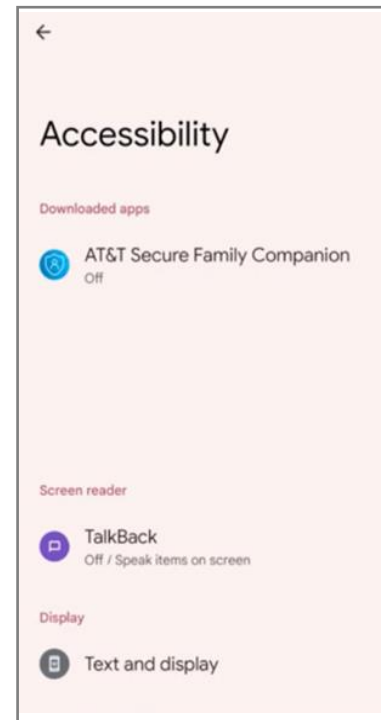 Accessibility
Downloaded apps
AT&T Secure Family Companion
Off
Screen reader
TalkBack
Off / Speak items on screen
Display
Text and display